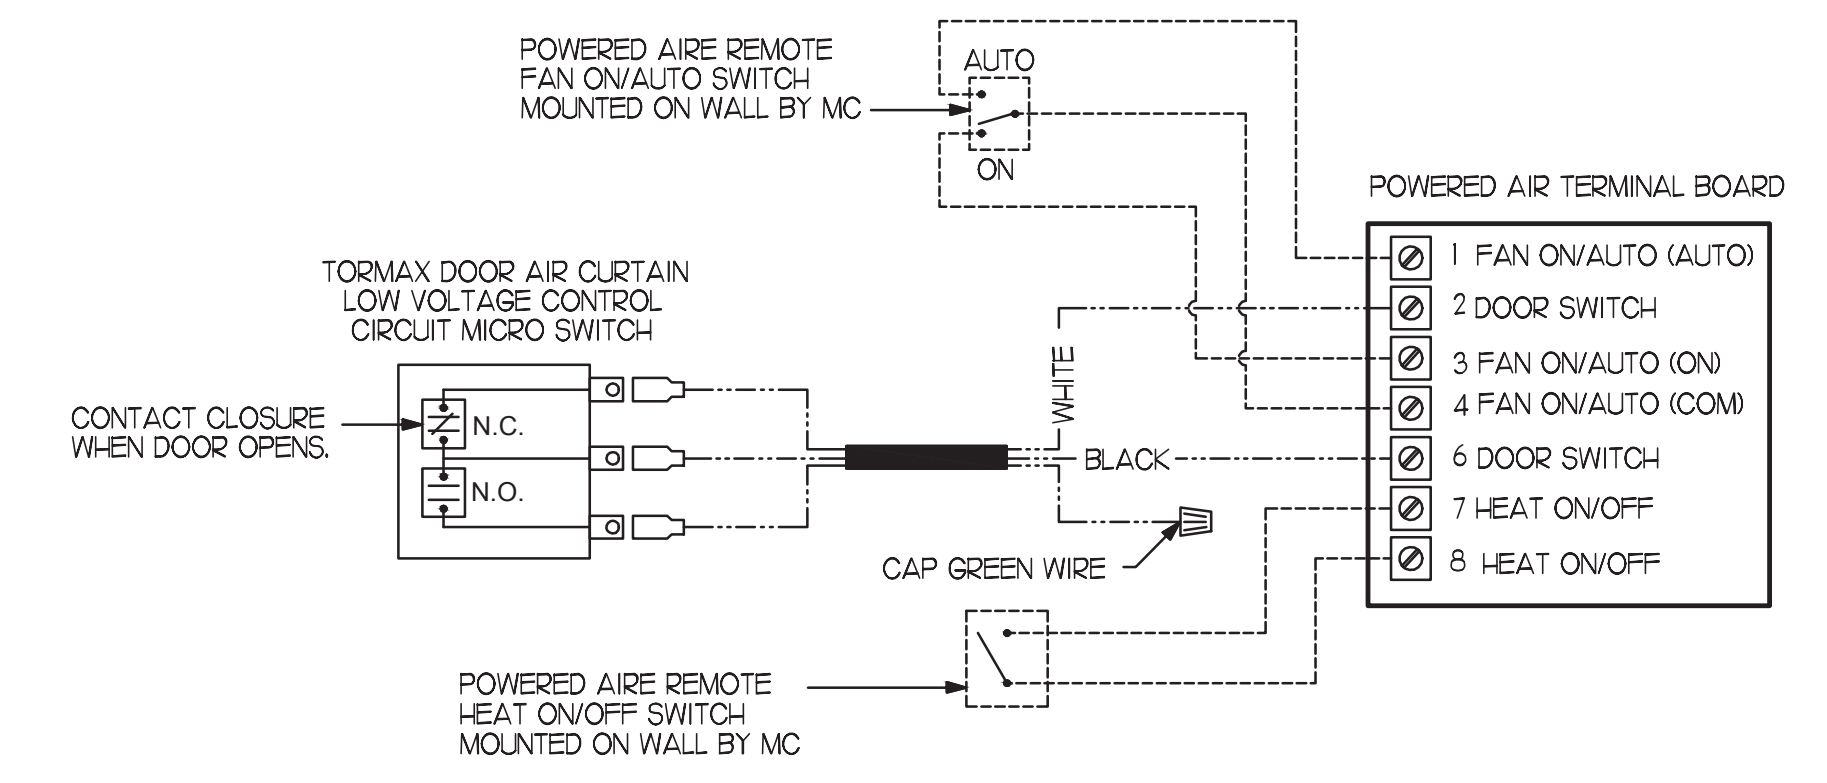 POWERED AIRE REMOTE
FAN ON/AUTO SWITCH
MOUNTED ON WALL BY MC
AUTO
ON
POWERED AIR TERMINAL BOARD
1 FAN ON/AUTO (AUTO)
2 DOOR SWITCH
3 FAN ON/AUTO (ON)
4 FAN ON/AUTO (COM)
6 DOOR SWITCH
7 HEAT ON/OFF
8 HEAT ON/OFF
TORMAX DOOR AIR CURTAIN
LOW VOLTAGE CONTROL
CIRCUIT MICRO SWITCH
CONTACT CLOSURE
WHEN DOOR OPENS.
N.C.
N.O.
WHITE
BLACK
CAP GREEN WIRE
POWERED AIRE REMOTE
HEAT ON/OFF SWITCH
MOUNTED ON WALL BY MC